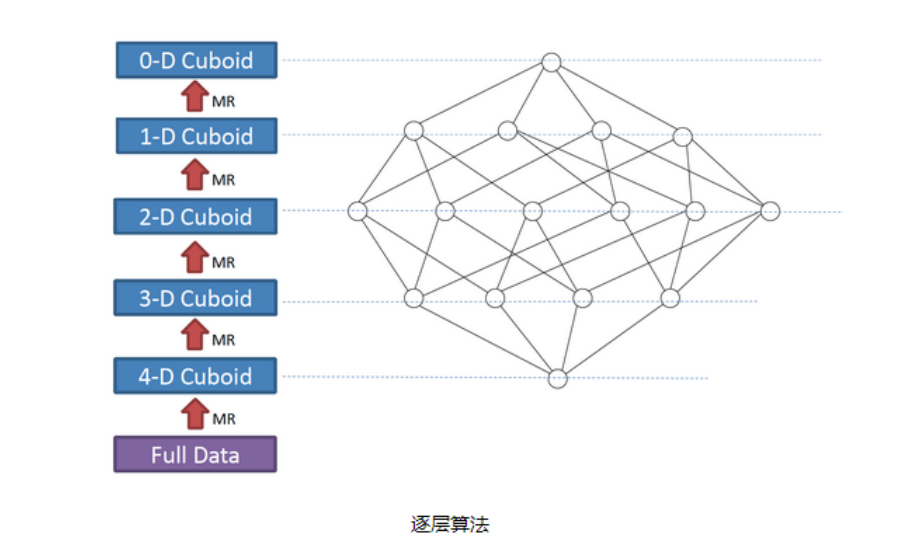 0-D Cuboid
MR
1-D Cuboid
MR
2-D Cuboid
MR
3-D Cuboid
MR
4-D Cuboid
MR
Full Data
逐层算法